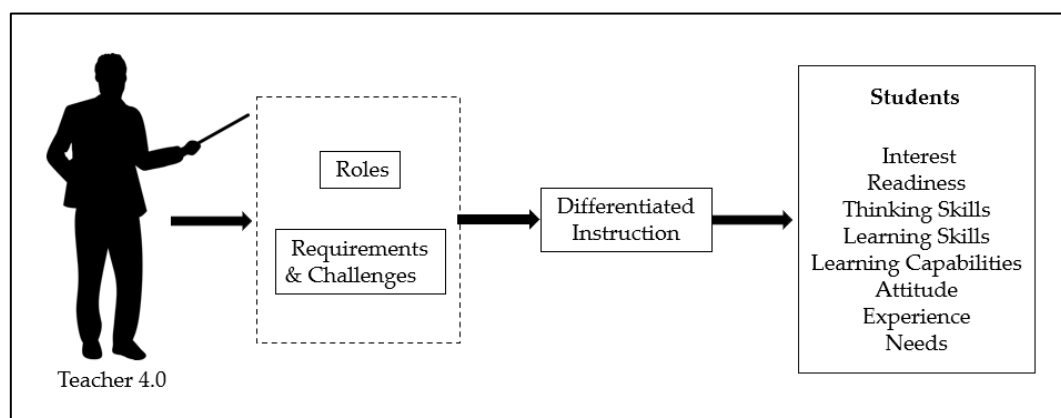 Teacher 4.0
Roles
Requirements
& Challenges
Differentiated
Instruction
Students
Interest
Readiness
Thinking Skills
Learning Skills
Learning Capabilities
Attitude
Experience
Needs